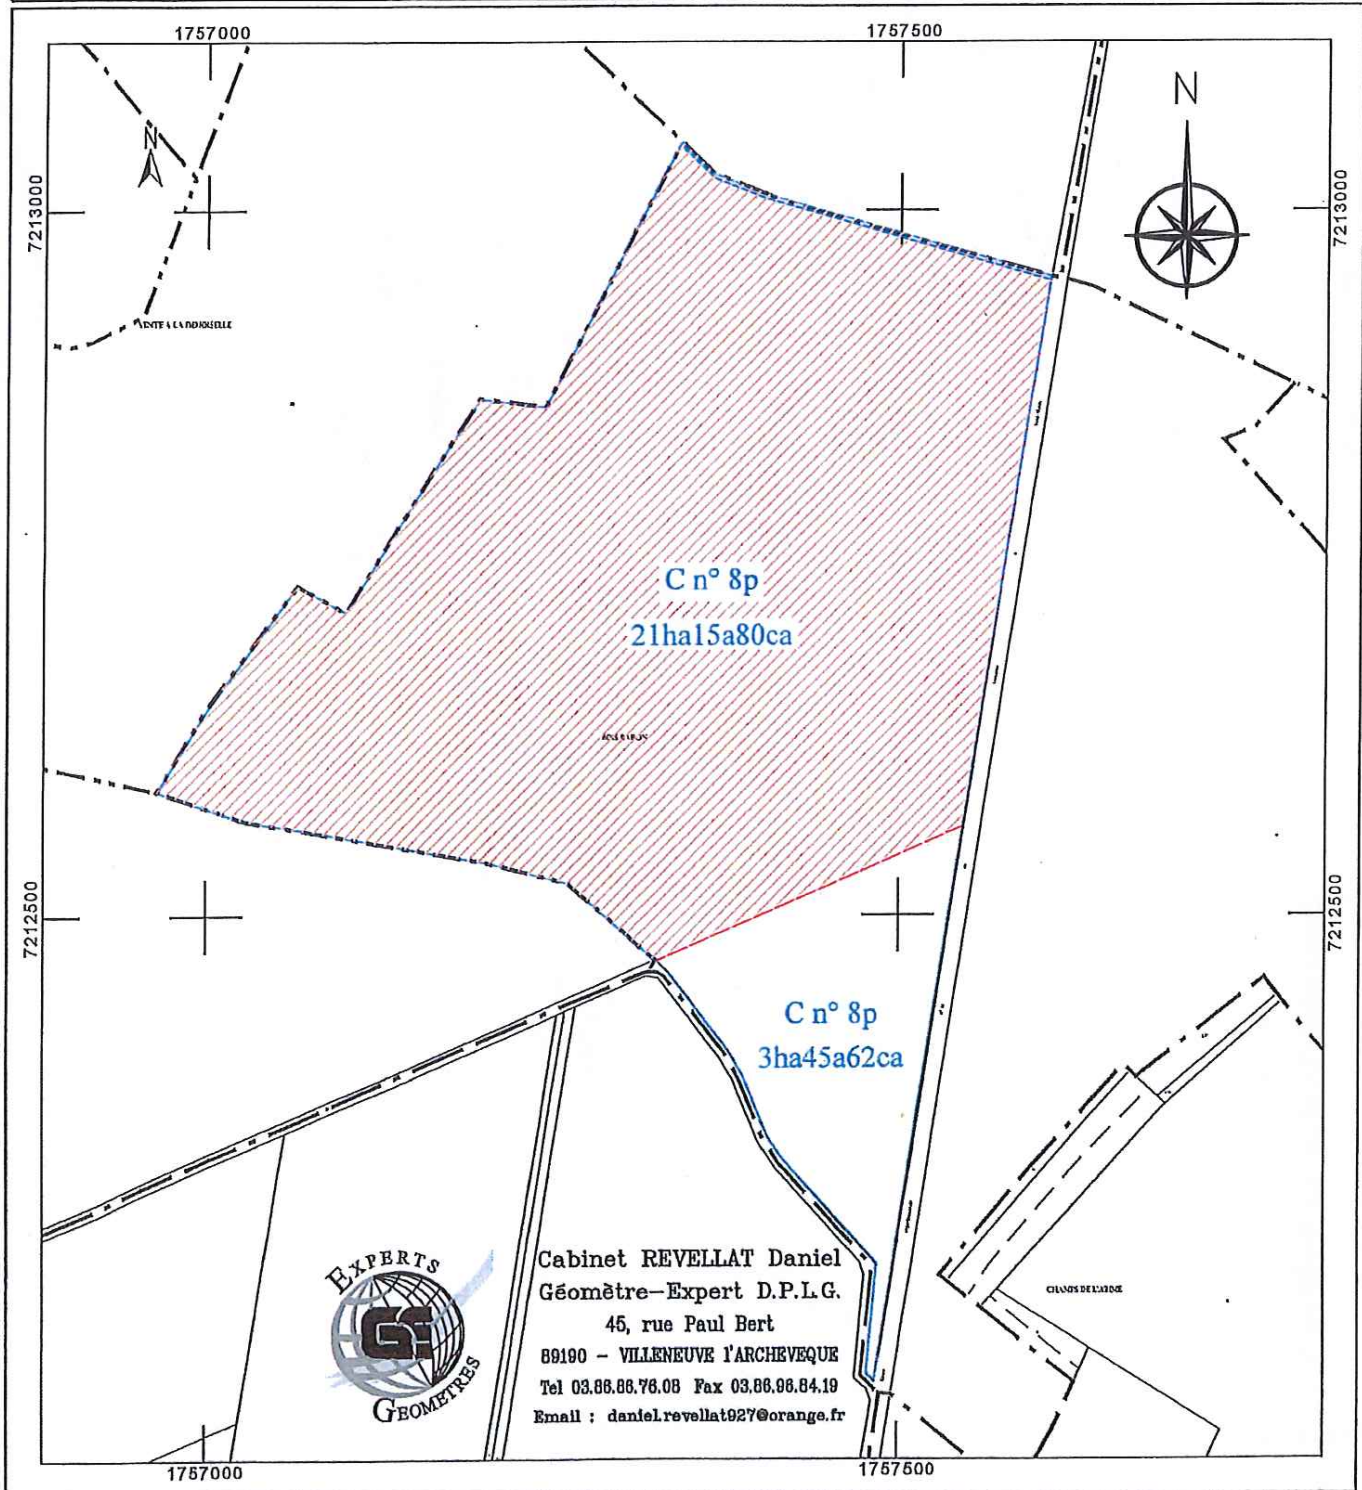 1757000
1757500
N
N
7213000
7213000
C n° 8p
21ha15a80ca
7212500
7212500
C n° 8p
3ha45a62ca
EXPERTS
GEOMETRES
GE
Cabinet REVELLAT Daniel
Géomètre-Expert D.P.L.G.
45, rue Paul Bert
89190 - VILLENEUVE l'ARCHEVEQUE
Tel 03.86.86.76.08 Fax 03.86.96.84.19
Email : daniel.revellat927@orange.fr
1757000
1757500